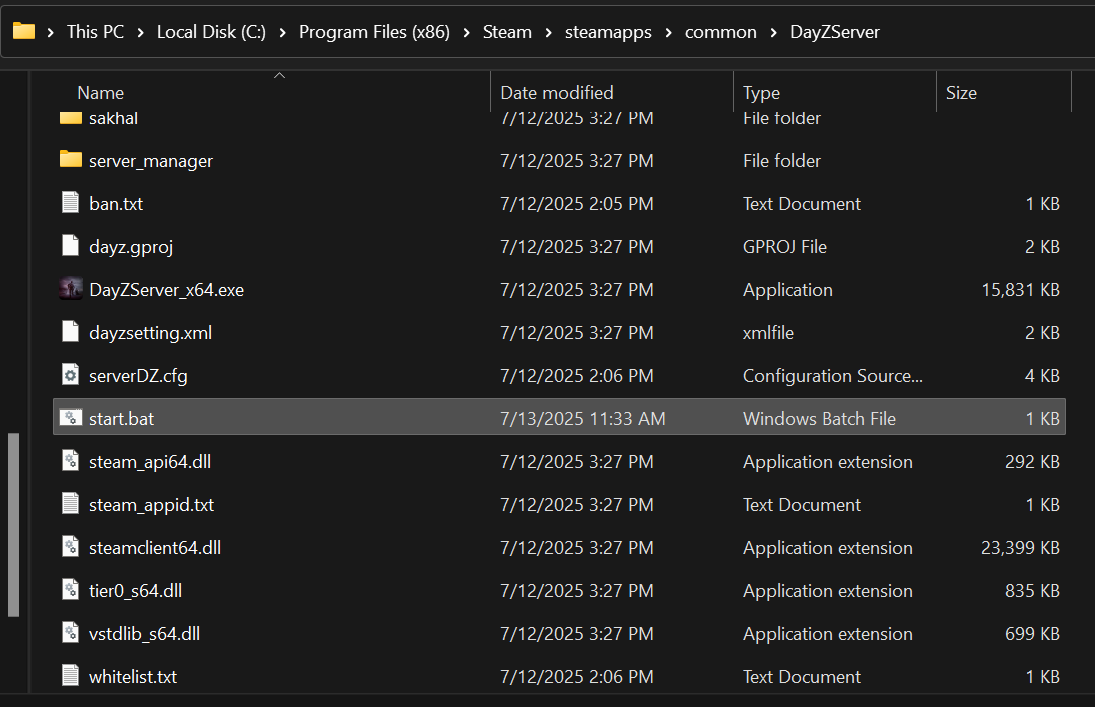 This PC > Local Disk (C:) > Program Files (x86) > Steam > steamapps > common > DayZServer
Name Date modified Type Size
sakhal 7/12/2025 3:27 PM File folder
server_manager 7/12/2025 3:27 PM File folder
ban.txt 7/12/2025 2:05 PM Text Document 1 KB
dayz.gproj 7/12/2025 3:27 PM GPROJ File 2 KB
DayZServer_x64.exe 7/12/2025 3:27 PM Application 15,831 KB
dayzsetting.xml 7/12/2025 3:27 PM xmlfile 2 KB
serverDZ.cfg 7/12/2025 2:06 PM Configuration Source... 4 KB
start.bat 7/13/2025 11:33 AM Windows Batch File 1 KB
steam_api64.dll 7/12/2025 3:27 PM Application extension 292 KB
steam_appid.txt 7/12/2025 3:27 PM Text Document 1 KB
steamclient64.dll 7/12/2025 3:27 PM Application extension 23,399 KB
tier0_s64.dll 7/12/2025 3:27 PM Application extension 835 KB
vstdlib_s64.dll 7/12/2025 3:27 PM Application extension 699 KB
whitelist.txt 7/12/2025 2:06 PM Text Document 1 KB